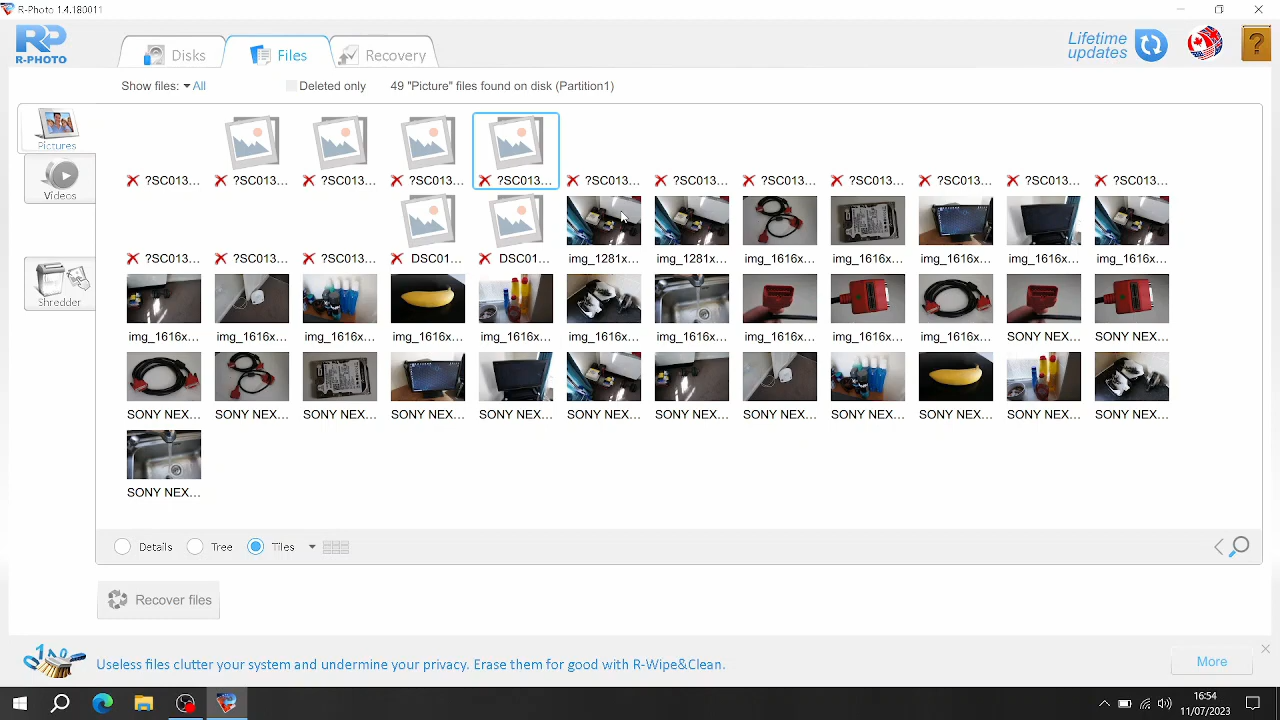 R-Photo 1.4.180011
RP
R-PHOTO
Disks
Files
Recovery
Lifetime
updates
?
Show files: All
Deleted only
49 "Picture" files found on disk (Partition1)
Pictures
Videos
Shredder
?SC013... ?SC013... ?SC013... ?SC013... ?SC013... ?SC013... ?SC013... ?SC013... ?SC013... ?SC013... ?SC013... ?SC013...
?SC013... ?SC013... ?SC013... DSC01... DSC01... img_1281x... img_1281x... img_1616x... img_1616x... img_1616x... img_1616x... img_1616x...
img_1616x... img_1616x... img_1616x... img_1616x... img_1616x... img_1616x... img_1616x... img_1616x... img_1616x... img_1616x... SONY NEX... SONY NEX...
SONY NEX... SONY NEX... SONY NEX... SONY NEX... SONY NEX... SONY NEX... SONY NEX... SONY NEX... SONY NEX... SONY NEX... SONY NEX... SONY NEX...
SONY NEX...
Details
Tree
Tiles
Recover files
Useless files clutter your system and undermine your privacy. Erase them for good with R-Wipe&Clean.
More
16:54
11/07/2023